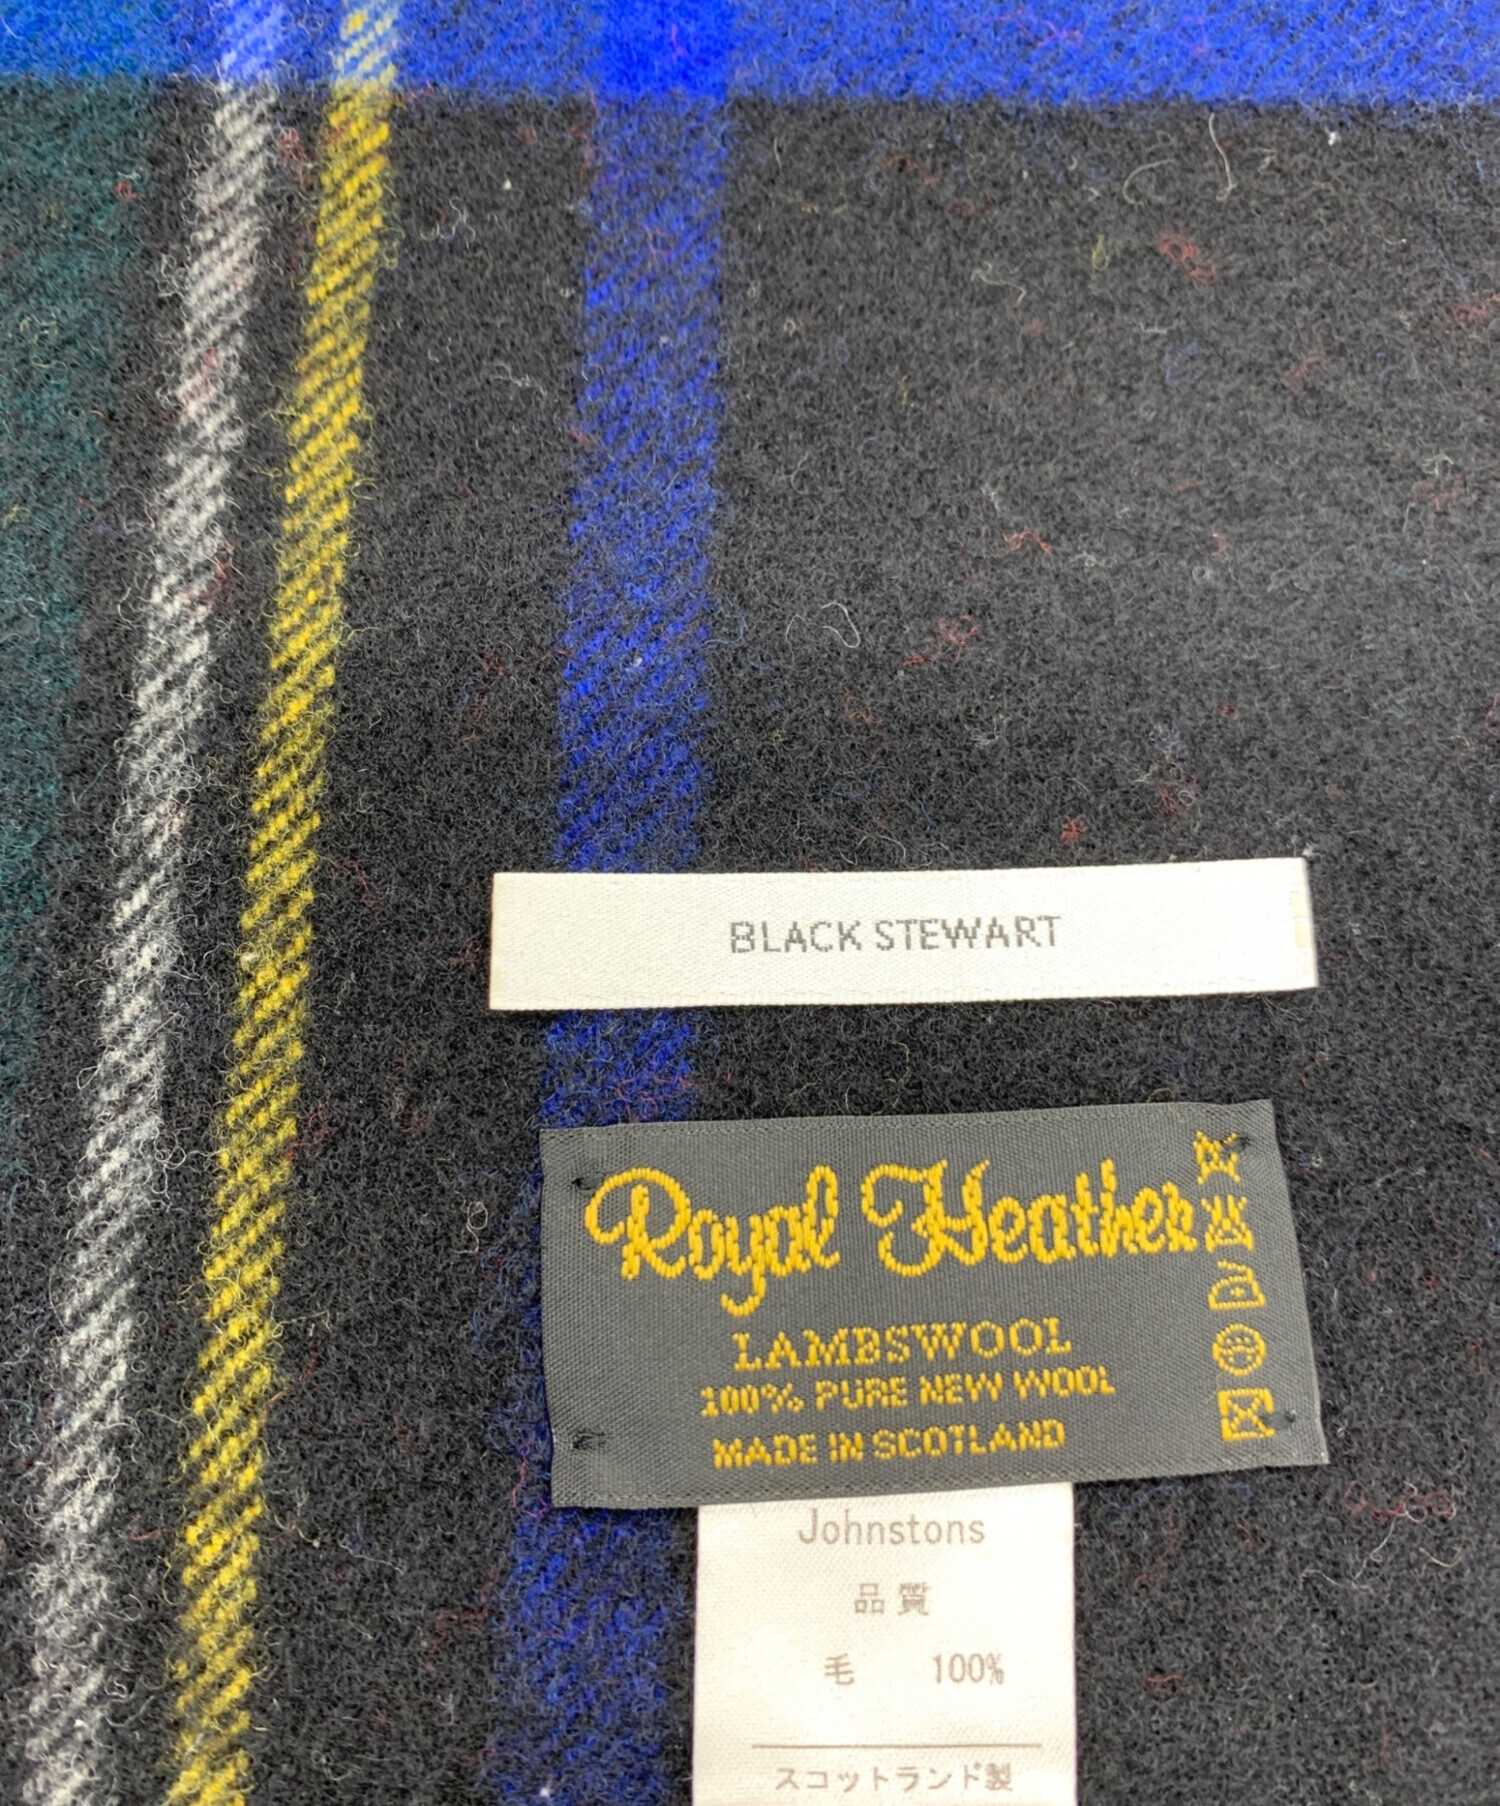 BLACK STEWART
Royal Heather
LAMBSWOOL
100% PURE NEW WOOL
MADE IN SCOTLAND
Johnstons
品質
毛 100%
スコットランド製